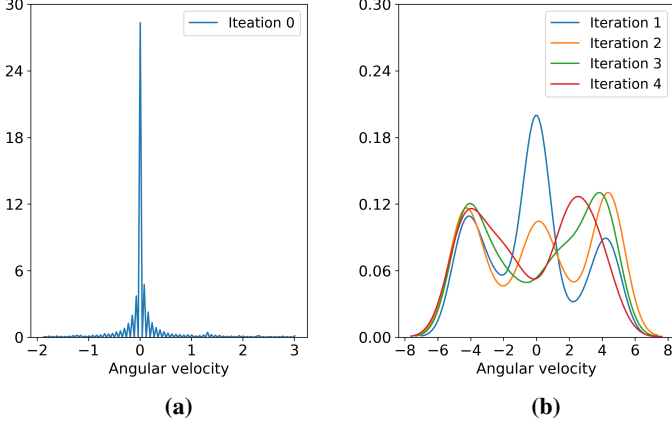 30
24
18
12
6
0
−2 −1 0 1 2 3
Angular velocity
Iteation 0
(a)
0.30
0.24
0.18
0.12
0.06
0.00
−8 −6 −4 −2 0 2 4 6 8
Angular velocity
Iteration 1
Iteration 2
Iteration 3
Iteration 4
(b)